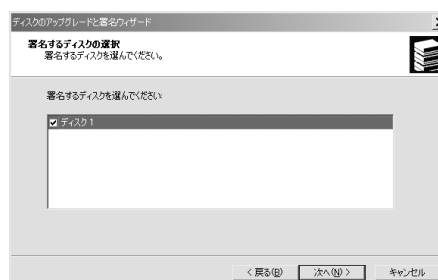 ディスクのアップグレードと署名ウィザード
署名するディスクの選択
署名するディスクを選んでください。
署名するディスクを選んでください:
ディスク 1
< 戻る(B)
次へ(N) >
キャンセル